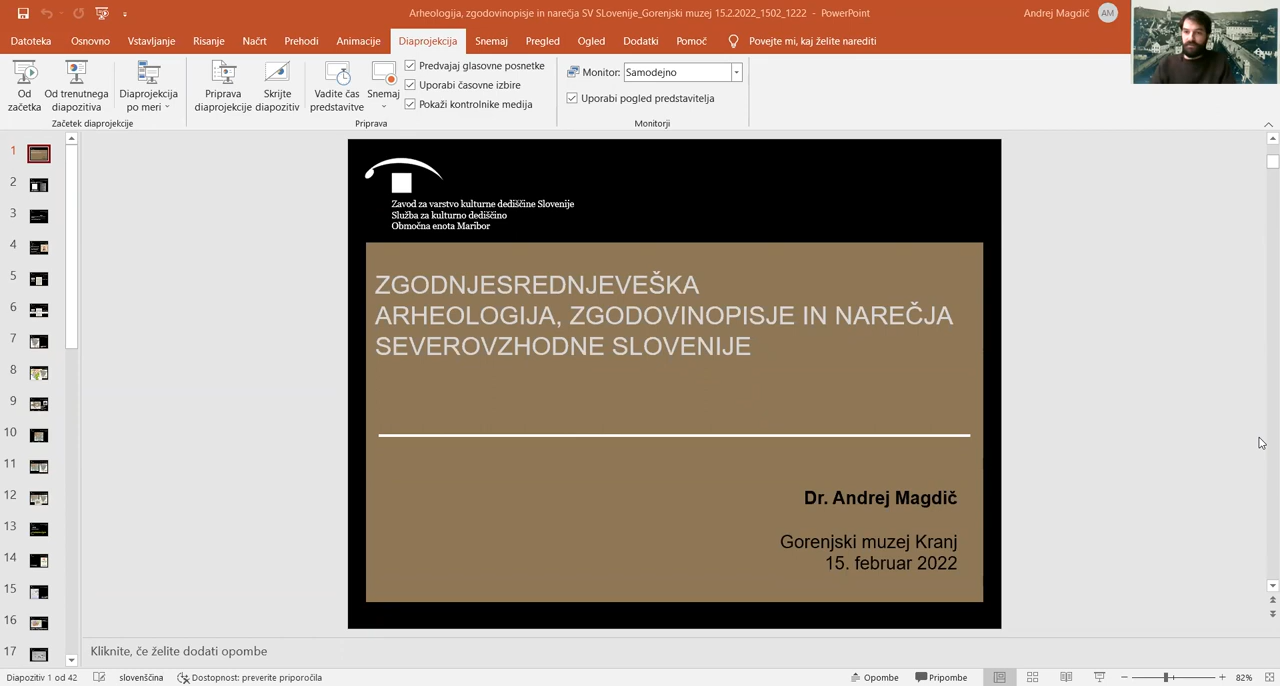 Arheologija, zgodovinopisje in narečja SV SLovenije_Gorenjski muzej 15.2.2022_1502_1222 - PowerPoint
Andrej Magdič
AM
Datoteka Osnovno Vstavljanje Risanje Načrt Prehodi Animacije Diaprojekcija Snemaj Pregled Ogled Dodatki Pomoč Povejte mi, kaj želite narediti
Od začetka
Od trenutnega diapozitiva
Diaprojekcija po meri
Priprava diaprojekcije
Skrijte diapozitiv
Vadite čas predstavitve
Snemaj
Predvajaj glasovne posnetke
Uporabi časovne izbire
Pokaži kontrolnike medija
Monitor: Samodejno
Uporabi pogled predstavitelja
Začetek diaprojekcije
Priprava
Monitorji
1
2
3
4
5
6
7
8
9
10
11
12
13
14
15
16
17
Zavod za varstvo kulturne dediščine Slovenije
Služba za kulturno dediščino
Območna enota Maribor
ZGODNJESREDNJEVEŠKA
ARHEOLOGIJA, ZGODOVINOPISJE IN NAREČJA
SEVEROVZHODNE SLOVENIJE
Dr. Andrej Magdič
Gorenjski muzej Kranj
15. februar 2022
Kliknite, če želite dodati opombe
Diapozitiv 1 od 42
slovenščina
Dostopnost: preverite priporočila
Opombe
Pripombe
82%